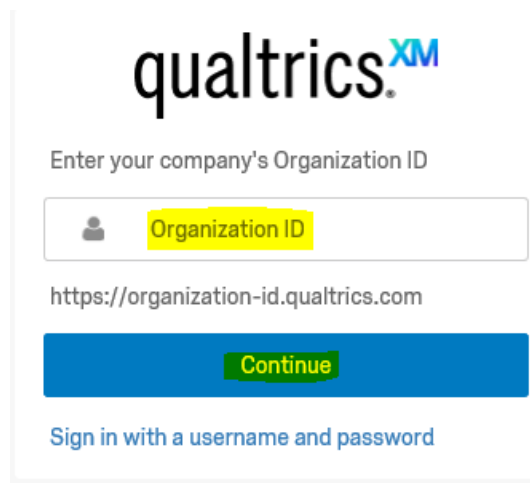 qualtrics.XM
Enter your company's Organization ID
Organization ID
https://organization-id.qualtrics.com
Continue
Sign in with a username and password